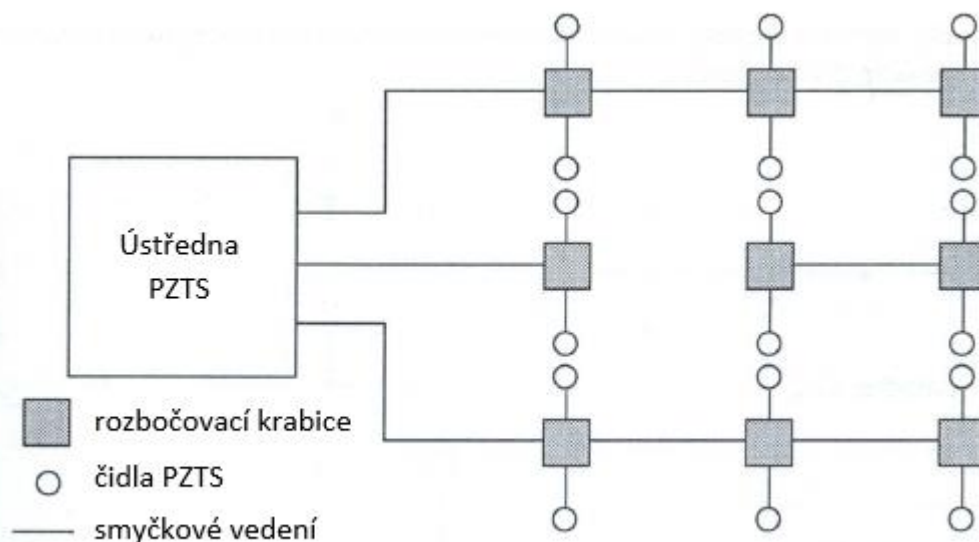 Ústředna
PZTS
rozbočovací krabice
čidla PZTS
smyčkové vedení